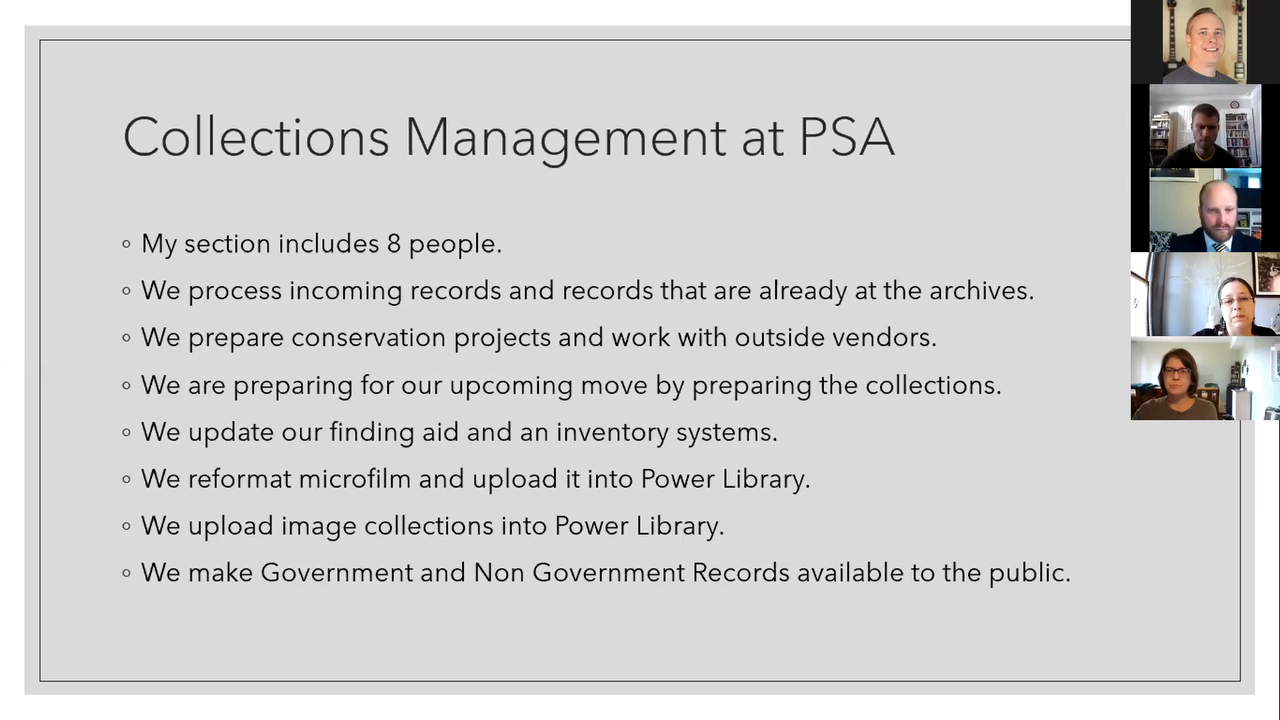 Collections Management at PSA
My section includes 8 people.
We process incoming records and records that are already at the archives.
We prepare conservation projects and work with outside vendors.
We are preparing for our upcoming move by preparing the collections.
We update our finding aid and an inventory systems.
We reformat microfilm and upload it into Power Library.
We upload image collections into Power Library.
We make Government and Non Government Records available to the public.